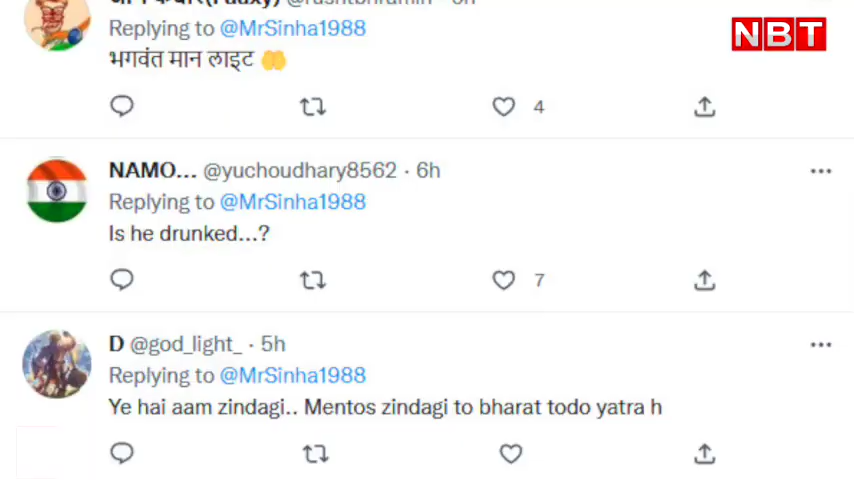 NBT
Replying to @MrSinha1988
भगवंत मान लाइट 🤲
4
NAMO... @yuchoudhary8562 · 6h
Replying to @MrSinha1988
Is he drunked...?
7
D @god_light_ · 5h
Replying to @MrSinha1988
Ye hai aam zindagi.. Mentos zindagi to bharat todo yatra h